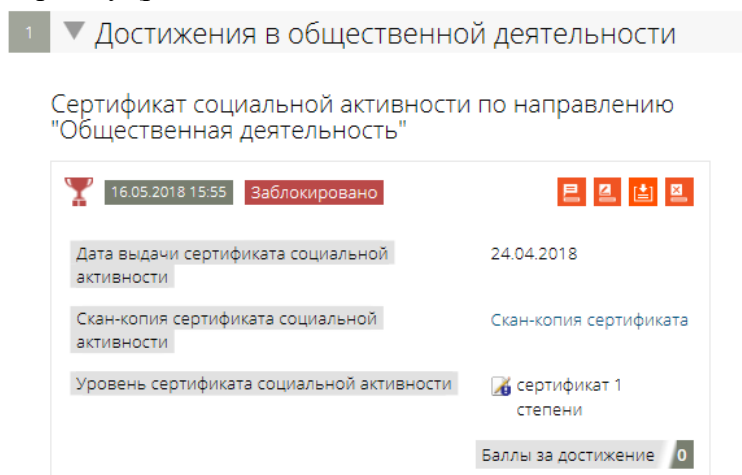 1 Достижения в общественной деятельности
Сертификат социальной активности по направлению
"Общественная деятельность"
16.05.2018 15:55 Заблокировано
Дата выдачи сертификата социальной
активности
24.04.2018
Скан-копия сертификата социальной
активности
Скан-копия сертификата
Уровень сертификата социальной активности
сертификат 1
степени
Баллы за достижение 0